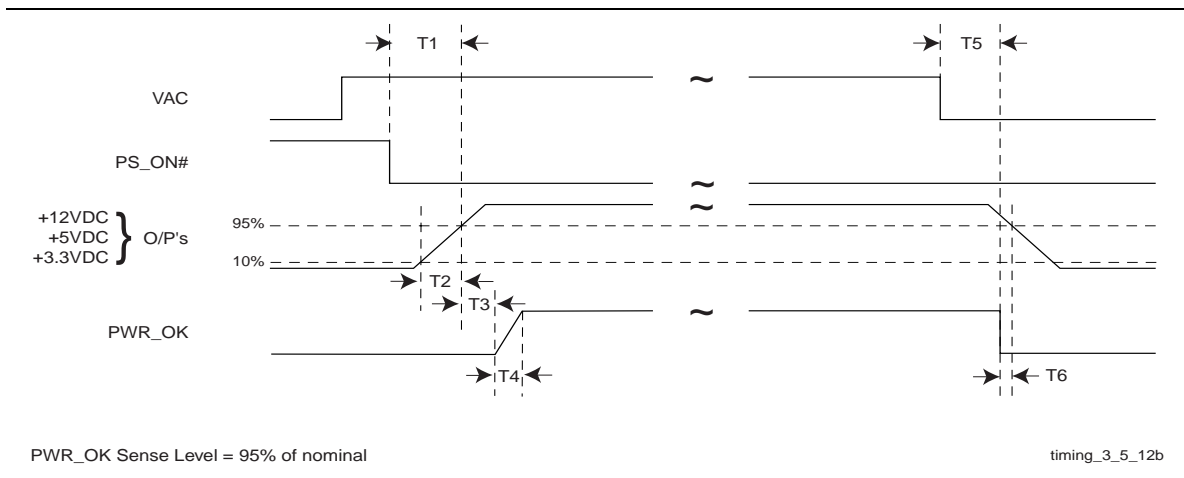 T1
T5
VAC
PS_ON#
+12VDC
+5VDC
+3.3VDC
} O/P's
95%
10%
T2
T3
PWR_OK
T4
T6
~
~
~
~
PWR_OK Sense Level = 95% of nominal
timing_3_5_12b